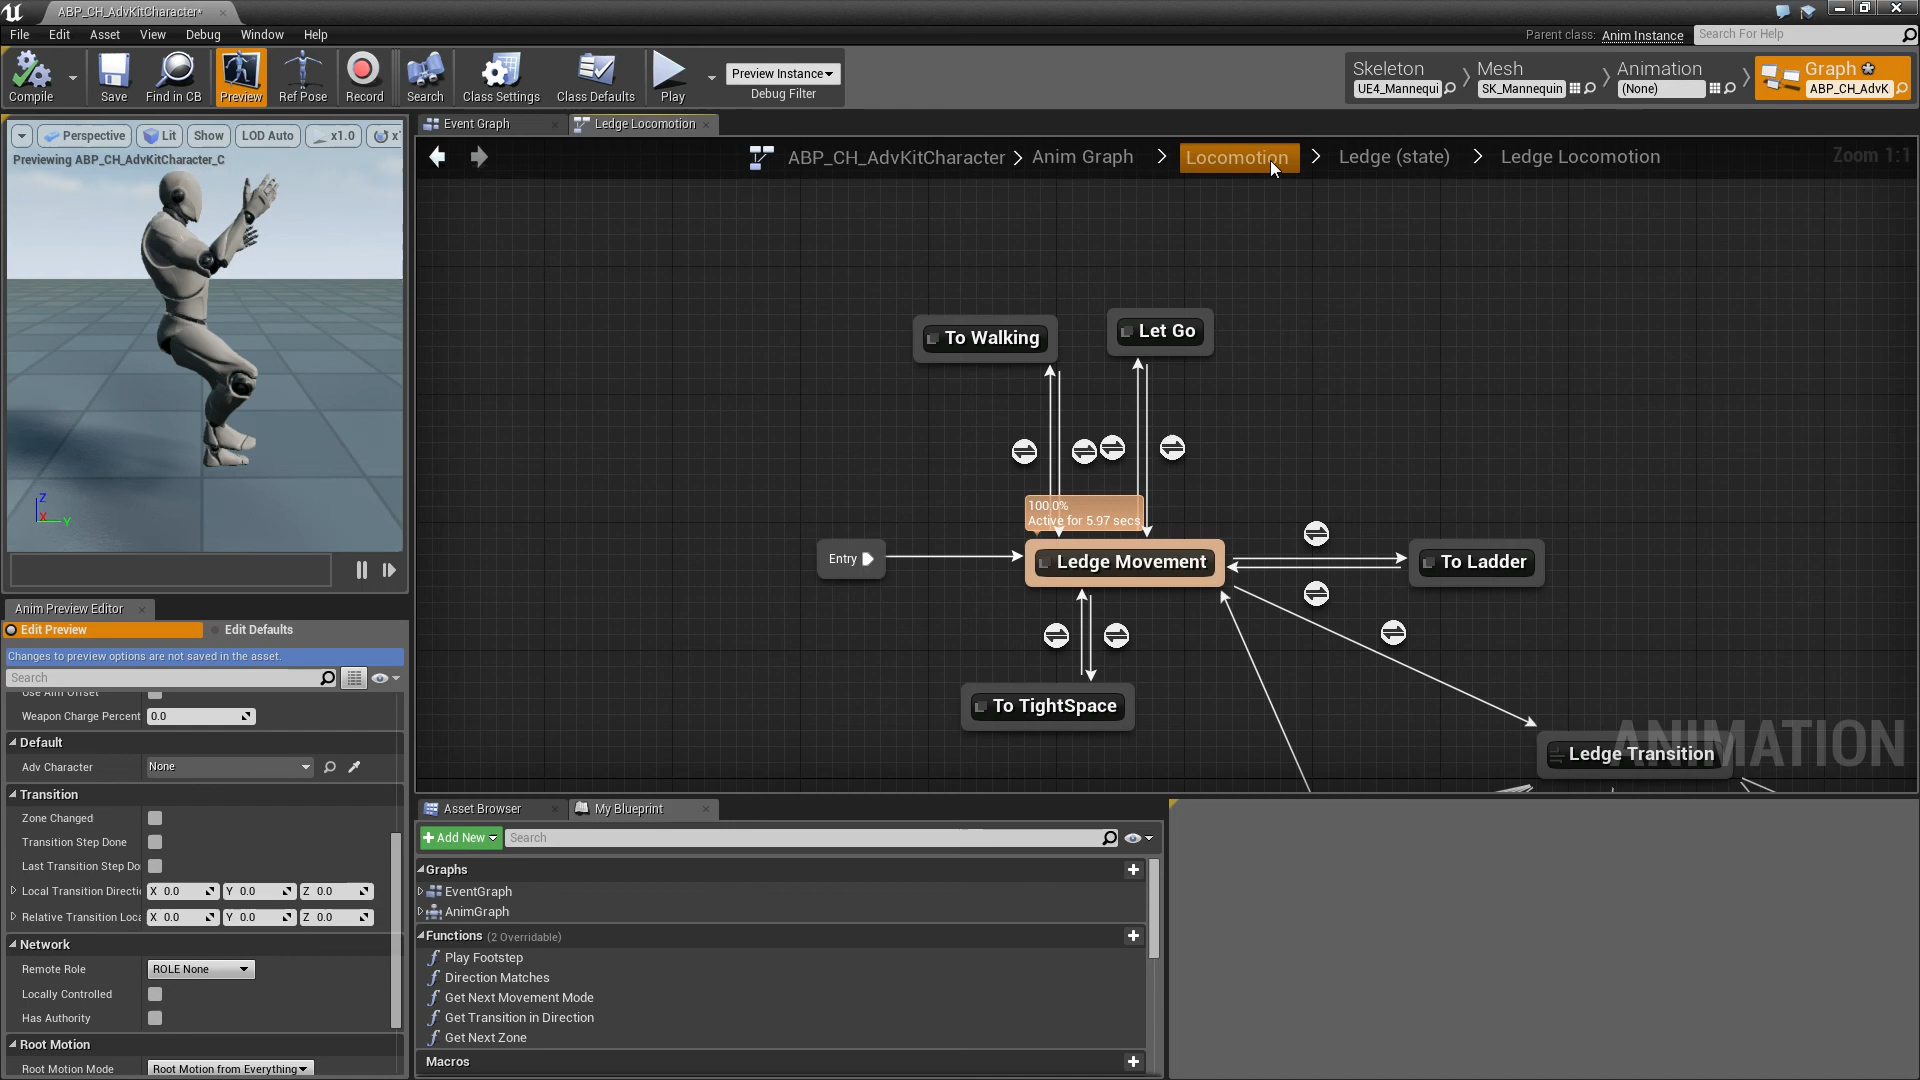 ABP_CH_AdvKitCharacter*
File Edit Asset View Debug Window Help
Parent class: Anim Instance Search For Help
Compile Save Find in CB Preview Ref Pose Record Search Class Settings Class Defaults Play
Preview Instance
Debug Filter
Skeleton
UE4_Mannequi
Mesh
SK_Mannequin
Animation
(None)
Graph
ABP_CH_AdvK
Perspective Lit Show LOD Auto x1.0
Previewing ABP_CH_AdvKitCharacter_C
Z
X
Y
Event Graph
Ledge Locomotion
ABP_CH_AdvKitCharacter > Anim Graph > Locomotion > Ledge (state) > Ledge Locomotion
Zoom 1:1
To Walking
Let Go
100.0%
Active for 5.97 secs
Entry
Ledge Movement
To Ladder
To TightSpace
Ledge Transition
ANIMATION
Anim Preview Editor
Edit Preview Edit Defaults
Changes to preview options are not saved in the asset.
Search
Use Aim Offset
Weapon Charge Percent 0.0
Default
Adv Character None
Transition
Zone Changed
Transition Step Done
Last Transition Step Do
Local Transition Directi X 0.0 Y 0.0 Z 0.0
Relative Transition Loca X 0.0 Y 0.0 Z 0.0
Network
Remote Role ROLE None
Locally Controlled
Has Authority
Root Motion
Root Motion Mode Root Motion from Everything
Asset Browser
My Blueprint
+ Add New Search
Graphs
EventGraph
AnimGraph
Functions (2 Overridable)
Play Footstep
Direction Matches
Get Next Movement Mode
Get Transition in Direction
Get Next Zone
Macros